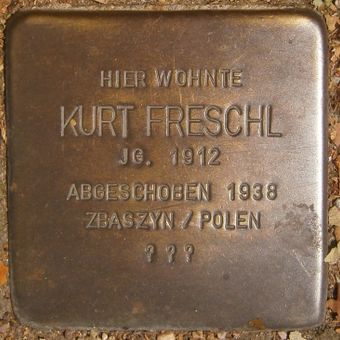 HIER WOHNTE
KURT FRESCHL
JG. 1912
ABGESCHOBEN 1938
ZBASZYN / POLEN
? ? ?